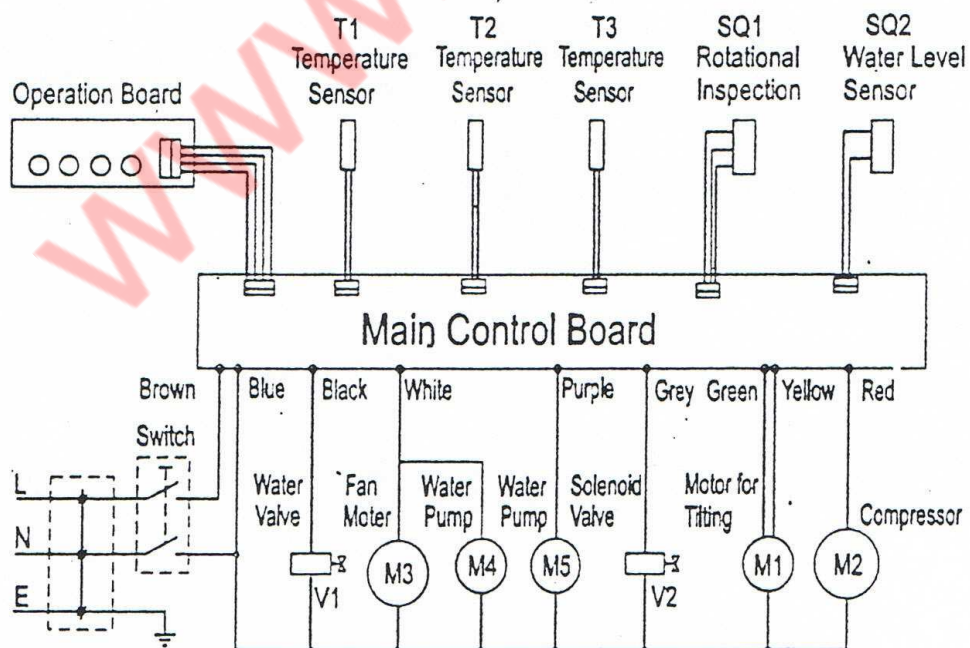 T1
Temperature
Sensor
T2
Temperature
Sensor
T3
Temperature
Sensor
SQ1
Rotational
Inspection
SQ2
Water Level
Sensor
Operation Board
Main Control Board
Brown
Blue
Black
White
Purple
Grey
Green
Yellow
Red
Switch
L
N
E
Water
Valve
Fan
Moter
Water
Pump
Water
Pump
Solenoid
Valve
Motor for
Tilting
Compressor
V1
M3
M4
M5
V2
M1
M2
WWW